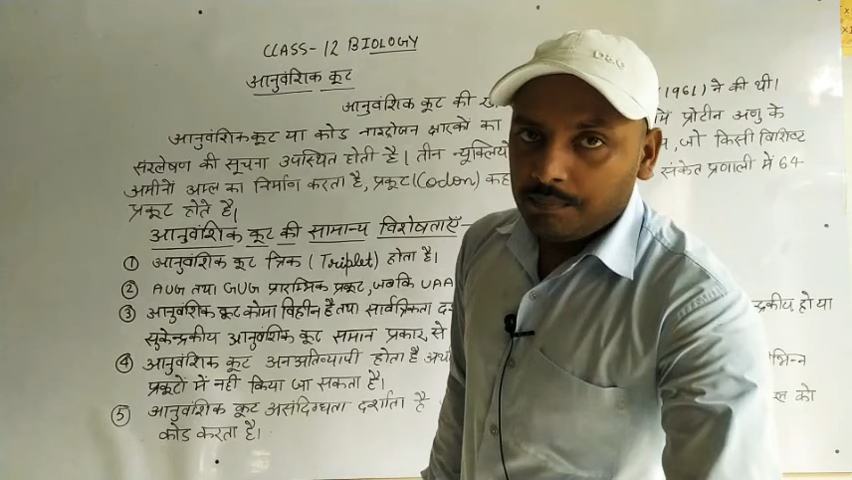 CLASS-12 BIOLOGY
आनुवंशिक कूट
आनुवंशिक कूट की 1961) ने की थी।
आनुवंशिक कूट या कोड नाइट्रोजन क्षारकों का प्रोटीन अणु के
संश्लेषण की सूचना उपस्थित होती है। तीन जो किसी विशिष्ट
अमीनो अम्ल का निर्माण करता है, प्रकूट (Codon) संकेत प्रणाली में 64
प्रकूट होते है।
आनुवंशिक कूट की सामान्य विशेषताएँ-
① आनुवंशिक कूट त्रिक (Triplet) होता है।
② AUG तथा GUG प्रारम्भिक प्रकूट, जबकि UAA
③ आनुवंशिक कूट कोमा विहीन है तथा सार्वत्रिकता हो या
सुकेन्द्रकीय आनुवंशिक कूट समान प्रकार से
④ आनुवंशिक कूट अनअतिव्यापी होता है
प्रकूटों में नहीं किया जा सकता है।
⑤ आनुवंशिक कूट असंदिग्धता दर्शाता है को
कोड करता है।